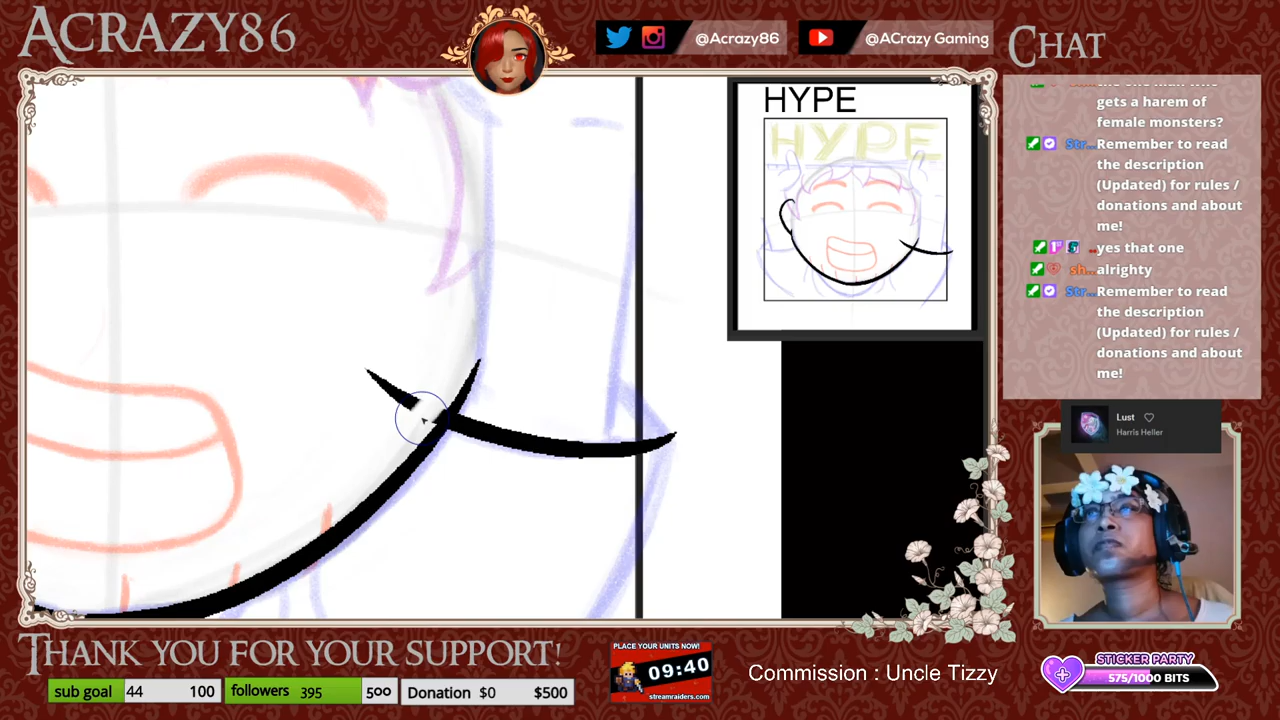 ACRAZY86
@Acrazy86
@ACrazy Gaming
CHAT
HYPE
HYPE
gets a harem of
female monsters?
Str... Remember to read
the description
(Updated) for rules /
donations and about
me!
yes that one
sh... alrighty
Str... Remember to read
the description
(Updated) for rules /
donations and about
me!
Lust
Harris Heller
THANK YOU FOR YOUR SUPPORT!
sub goal 44 100
followers 395 500
Donation $0 $500
PLACE YOUR UNITS NOW!
09:40
streamraiders.com
Commission : Uncle Tizzy
STICKER PARTY
575/1000 BITS